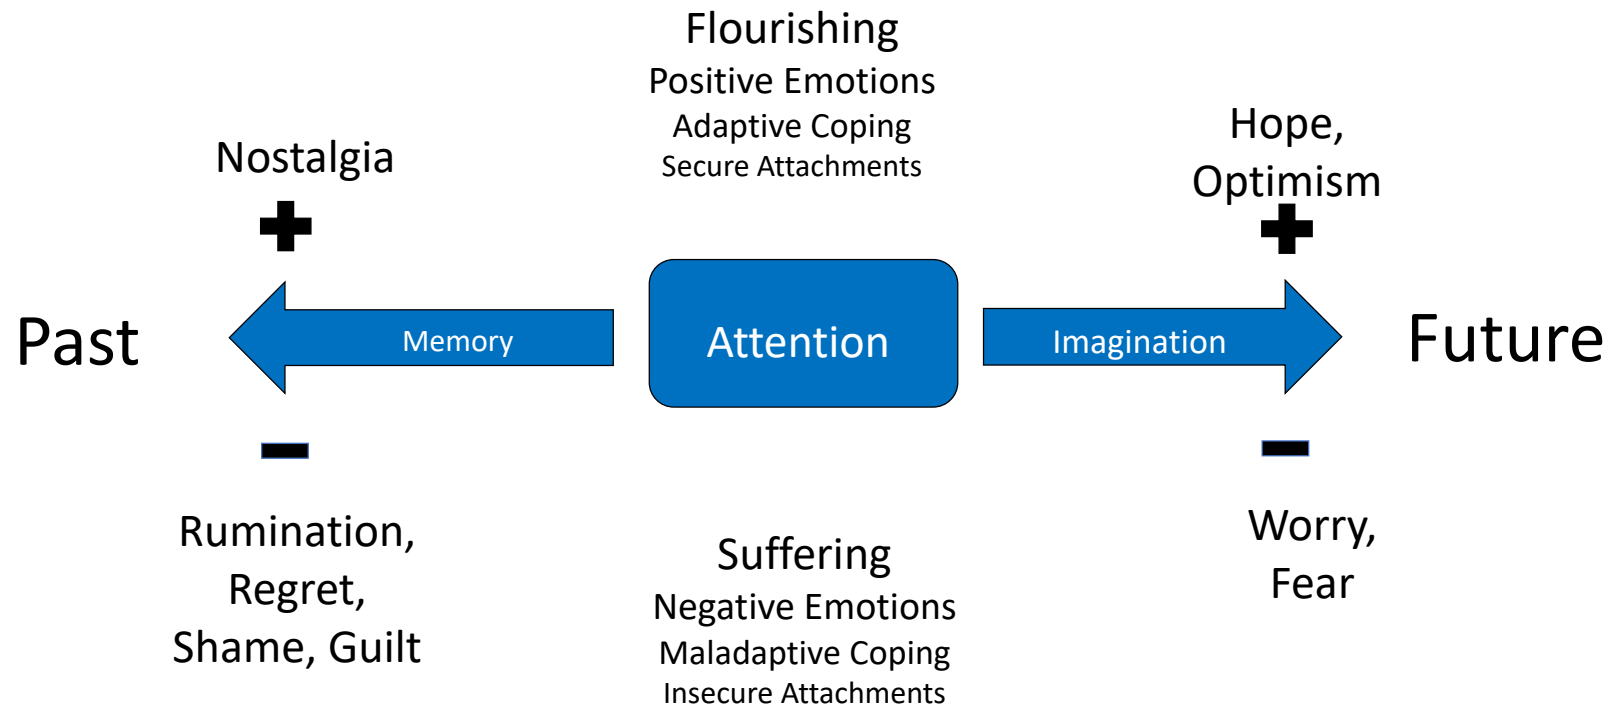 Flourishing
Positive Emotions
Adaptive Coping
Secure Attachments
Nostalgia
Hope,
Optimism
Past
Memory
Attention
Imagination
Future
Rumination,
Regret,
Shame, Guilt
Suffering
Negative Emotions
Maladaptive Coping
Insecure Attachments
Worry,
Fear